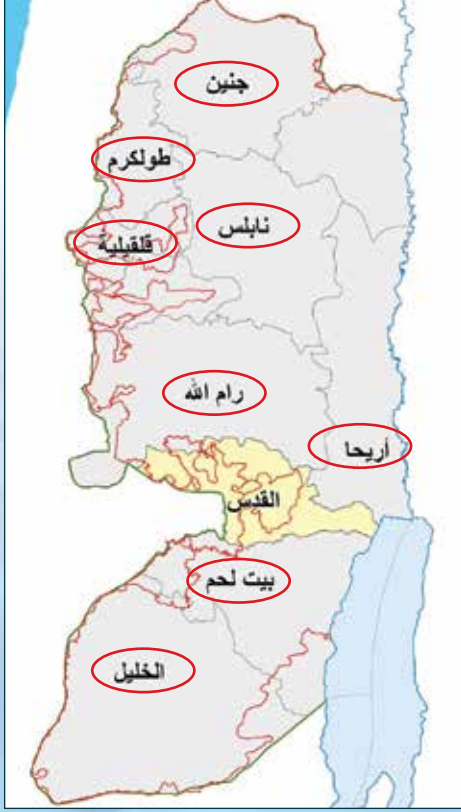 جنين
طولكرم
نابلس
قلقيلية
رام الله
أريحا
القدس
بيت لحم
الخليل